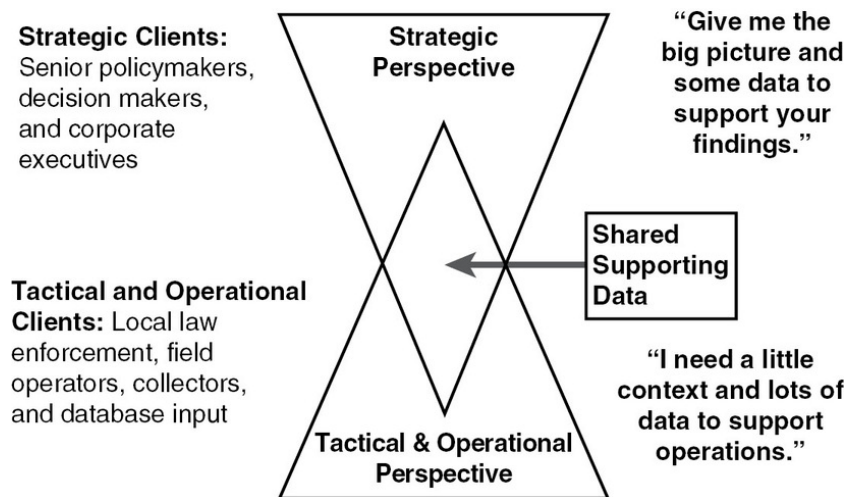 Strategic Clients:
Senior policymakers,
decision makers,
and corporate
executives
Strategic
Perspective
“Give me the
big picture and
some data to
support your
findings.”
Shared
Supporting
Data
Tactical and Operational
Clients: Local law
enforcement, field
operators, collectors,
and database input
Tactical & Operational
Perspective
“I need a little
context and lots of
data to support
operations.”